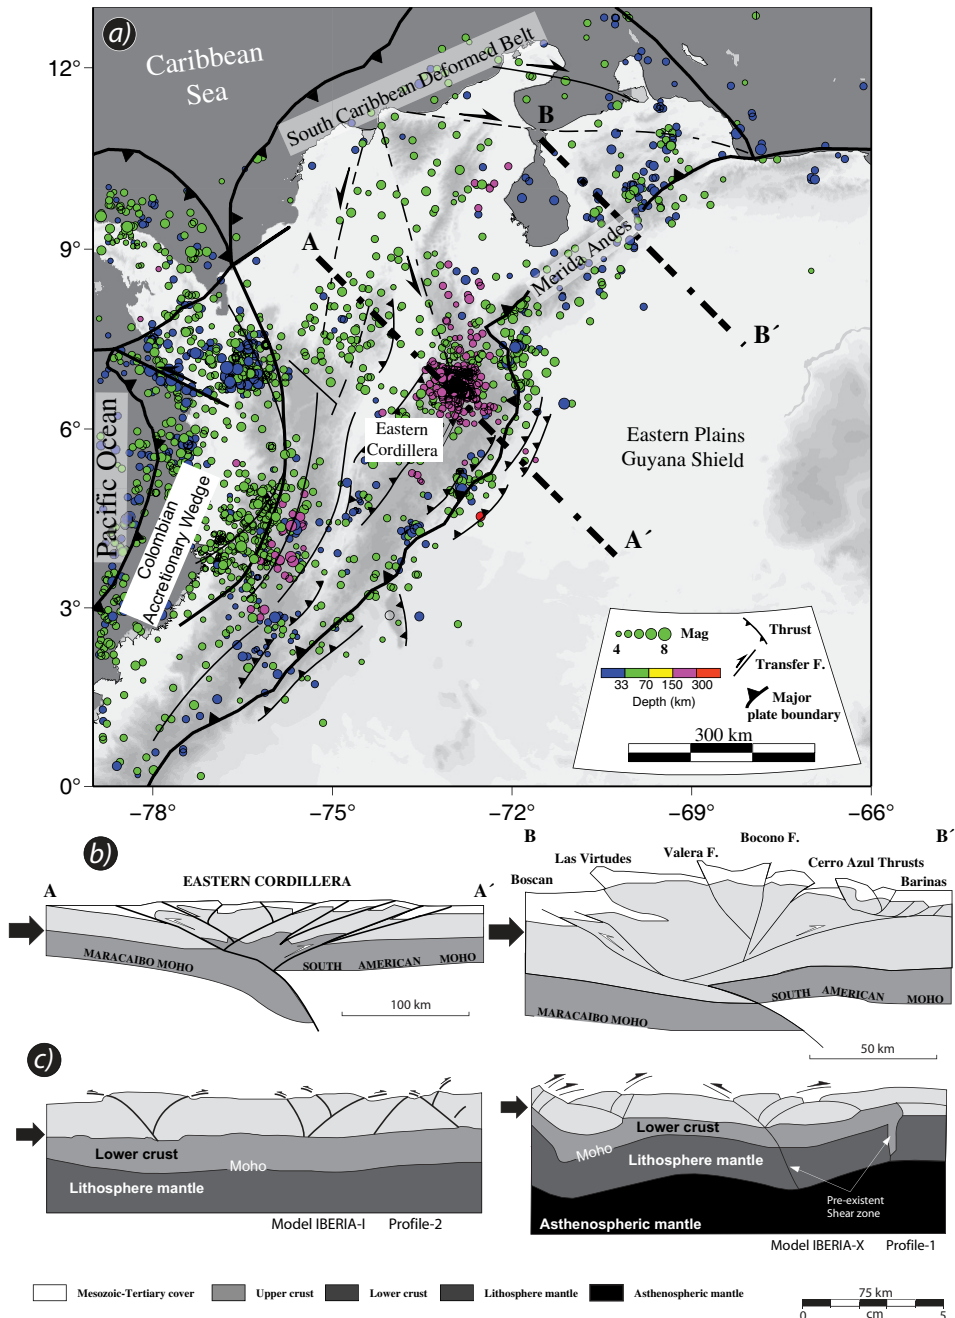 a)
Caribbean
Sea
South Caribbean Deformed Belt
12°
9°
6°
3°
0°
−78°
−75°
−72°
−69°
−66°
A
B
Merida Andes
B´
Eastern
Cordillera
Eastern Plains
Guyana Shield
Pacific Ocean
Colombian
Accretionary Wedge
A´
Mag
4
8
33
70
150
300
Depth (km)
Thrust
Transfer F.
Major
plate boundary
300 km
b)
A
EASTERN CORDILLERA
A´
MARACAIBO MOHO
SOUTH AMERICAN MOHO
100 km
B
B´
Bocono F.
Valera F.
Las Virtudes
Cerro Azul Thrusts
Boscan
Barinas
SOUTH AMERICAN MOHO
MARACAIBO MOHO
50 km
c)
Lower crust
Moho
Lithosphere mantle
Model IBERIA-I Profile-2
Lower crust
Moho
Lithosphere mantle
Pre-existent
Shear zone
Asthenospheric mantle
Model IBERIA-X Profile-1
Mesozoic-Tertiary cover
Upper crust
Lower crust
Lithosphere mantle
Asthenospheric mantle
75 km
0 cm 5